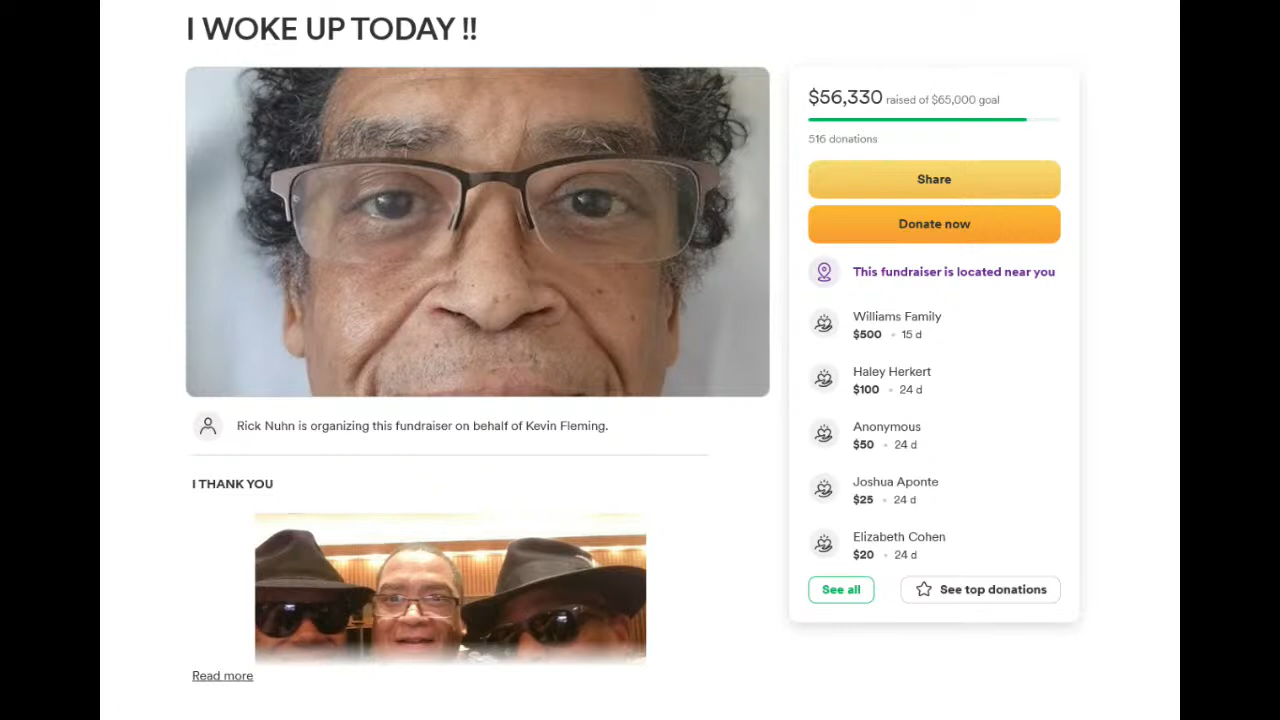 I WOKE UP TODAY !!
$56,330 raised of $65,000 goal
516 donations
Share
Donate now
This fundraiser is located near you
Williams Family
$500 • 15 d
Haley Herkert
$100 • 24 d
Anonymous
$50 • 24 d
Joshua Aponte
$25 • 24 d
Elizabeth Cohen
$20 • 24 d
See all
See top donations
Rick Nuhn is organizing this fundraiser on behalf of Kevin Fleming.
I THANK YOU
Read more